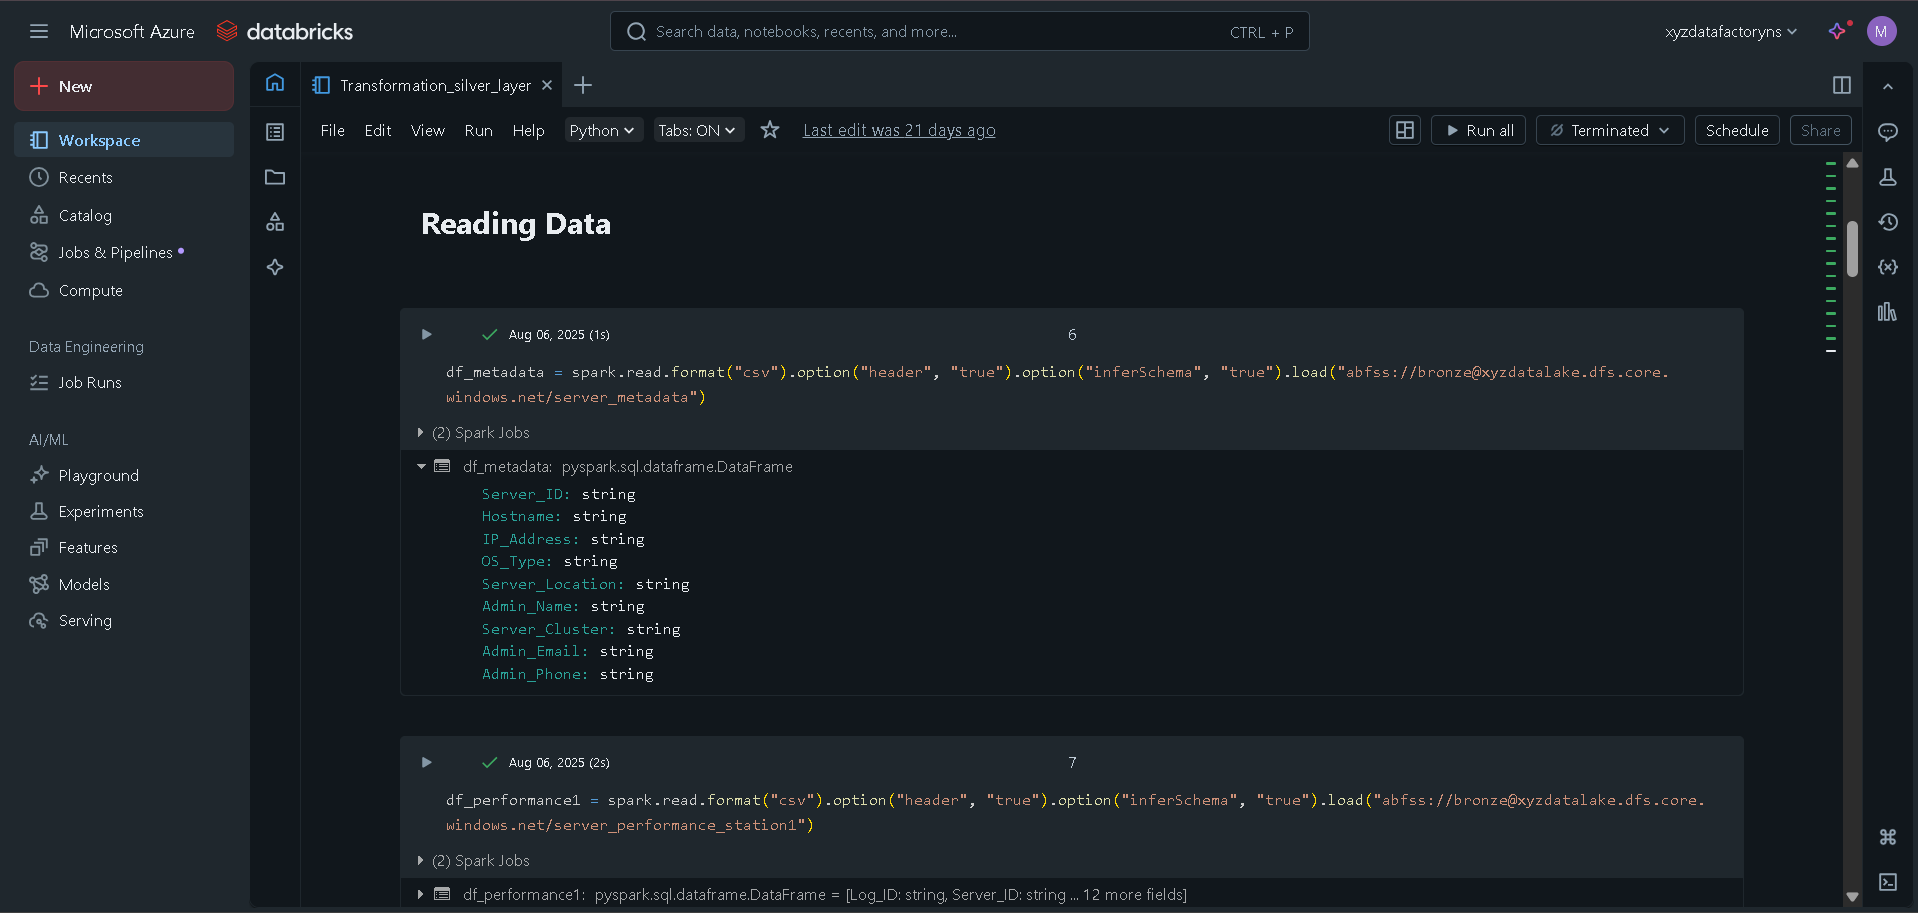 Microsoft Azure databricks
Search data, notebooks, recents, and more... CTRL + P
xyzdatafactoryns
M
New
Workspace
Recents
Catalog
Jobs & Pipelines
Compute
Data Engineering
Job Runs
AI/ML
Playground
Experiments
Features
Models
Serving
Transformation_silver_layer
File Edit View Run Help Python Tabs: ON Last edit was 21 days ago
Run all Terminated Schedule Share
Reading Data
Aug 06, 2025 (1s) 6
df_metadata = spark.read.format("csv").option("header", "true").option("inferSchema", "true").load("abfss://bronze@xyzdatalake.dfs.core.
windows.net/server_metadata")
(2) Spark Jobs
df_metadata: pyspark.sql.dataframe.DataFrame
Server_ID: string
Hostname: string
IP_Address: string
OS_Type: string
Server_Location: string
Admin_Name: string
Server_Cluster: string
Admin_Email: string
Admin_Phone: string
Aug 06, 2025 (2s) 7
df_performance1 = spark.read.format("csv").option("header", "true").option("inferSchema", "true").load("abfss://bronze@xyzdatalake.dfs.core.
windows.net/server_performance_station1")
(2) Spark Jobs
df_performance1: pyspark.sql.dataframe.DataFrame = [Log_ID: string, Server_ID: string ... 12 more fields]